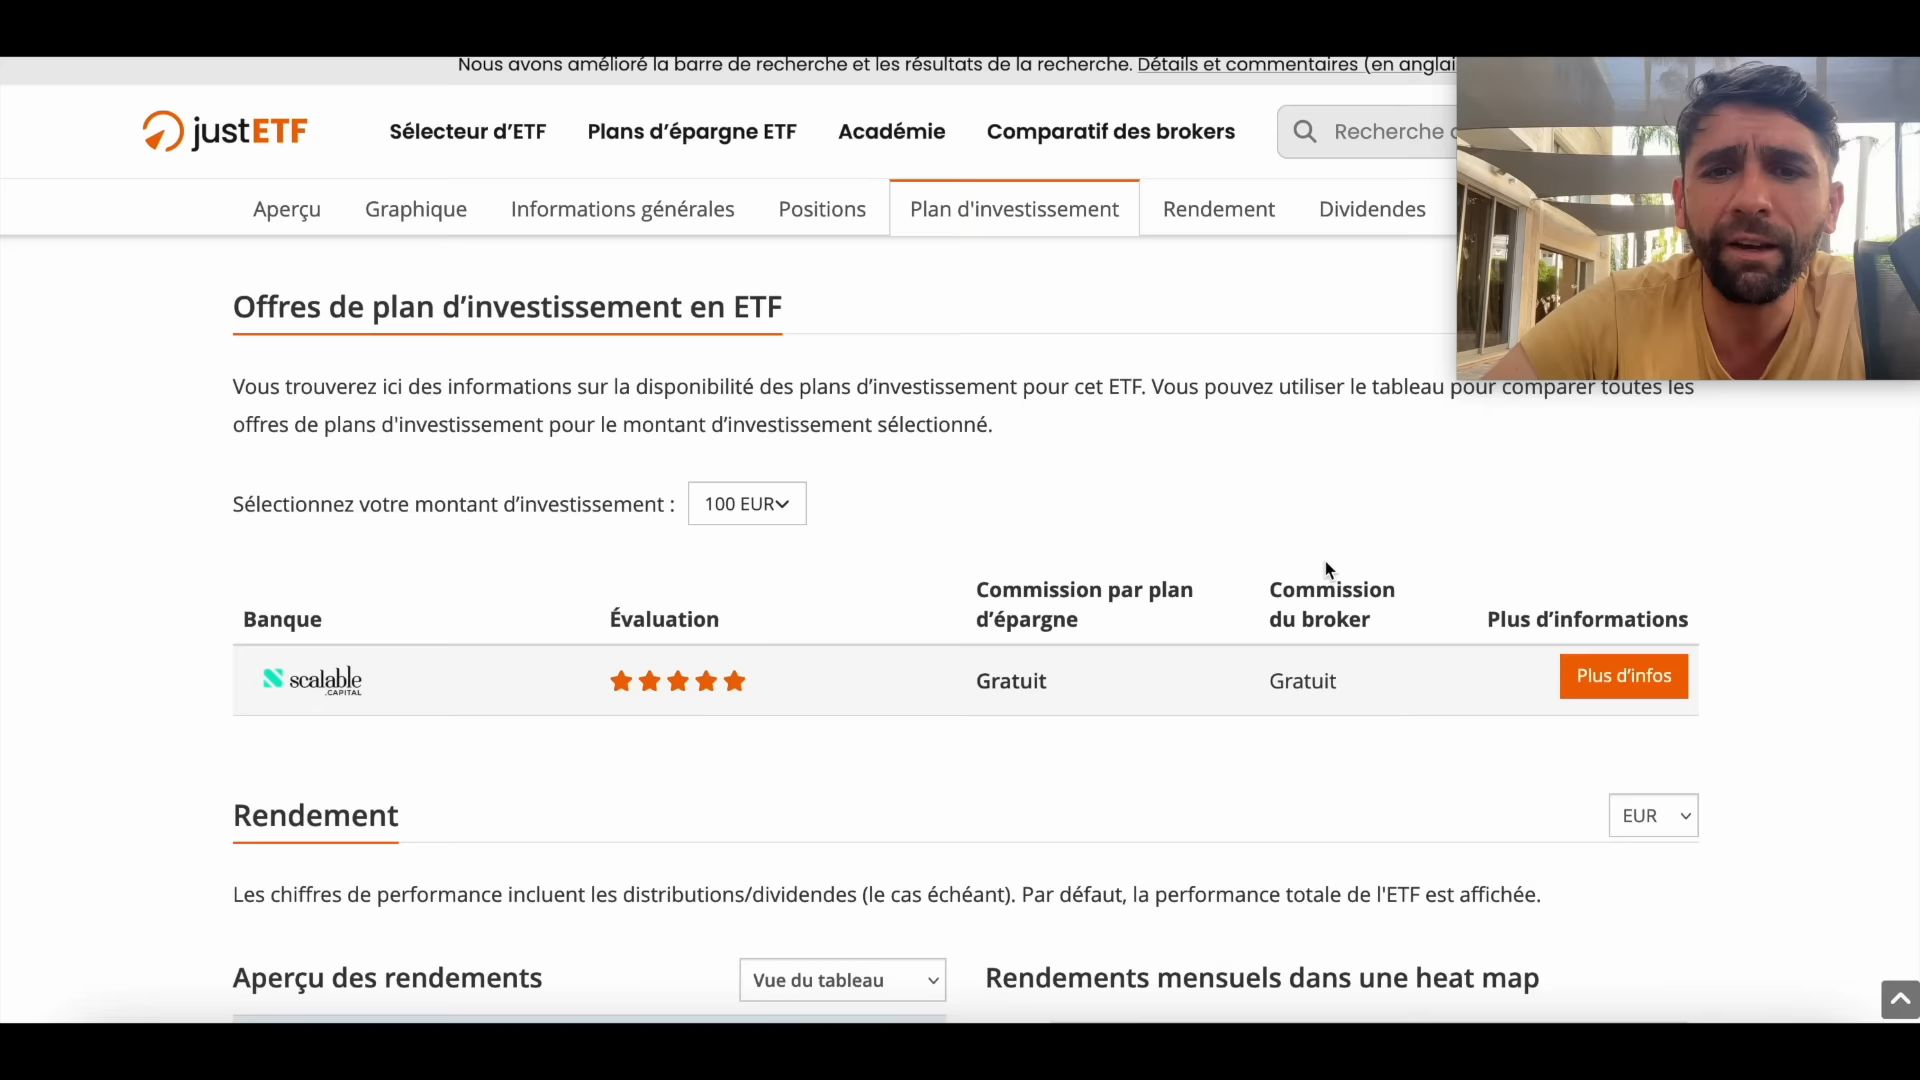 Nous avons amélioré la barre de recherche et les résultats de la recherche. Détails et commentaires (en anglai
justETF
Sélecteur d’ETF
Plans d’épargne ETF
Académie
Comparatif des brokers
Recherche
Aperçu
Graphique
Informations générales
Positions
Plan d'investissement
Rendement
Dividendes
Offres de plan d’investissement en ETF
Vous trouverez ici des informations sur la disponibilité des plans d’investissement pour cet ETF. Vous pouvez utiliser le tableau pour comparer toutes les
offres de plans d'investissement pour le montant d’investissement sélectionné.
Sélectionnez votre montant d’investissement :
100 EUR
Banque
Évaluation
Commission par plan
d’épargne
Commission
du broker
Plus d’informations
scalable
.CAPITAL
Gratuit
Gratuit
Plus d’infos
Rendement
EUR
Les chiffres de performance incluent les distributions/dividendes (le cas échéant). Par défaut, la performance totale de l'ETF est affichée.
Aperçu des rendements
Vue du tableau
Rendements mensuels dans une heat map